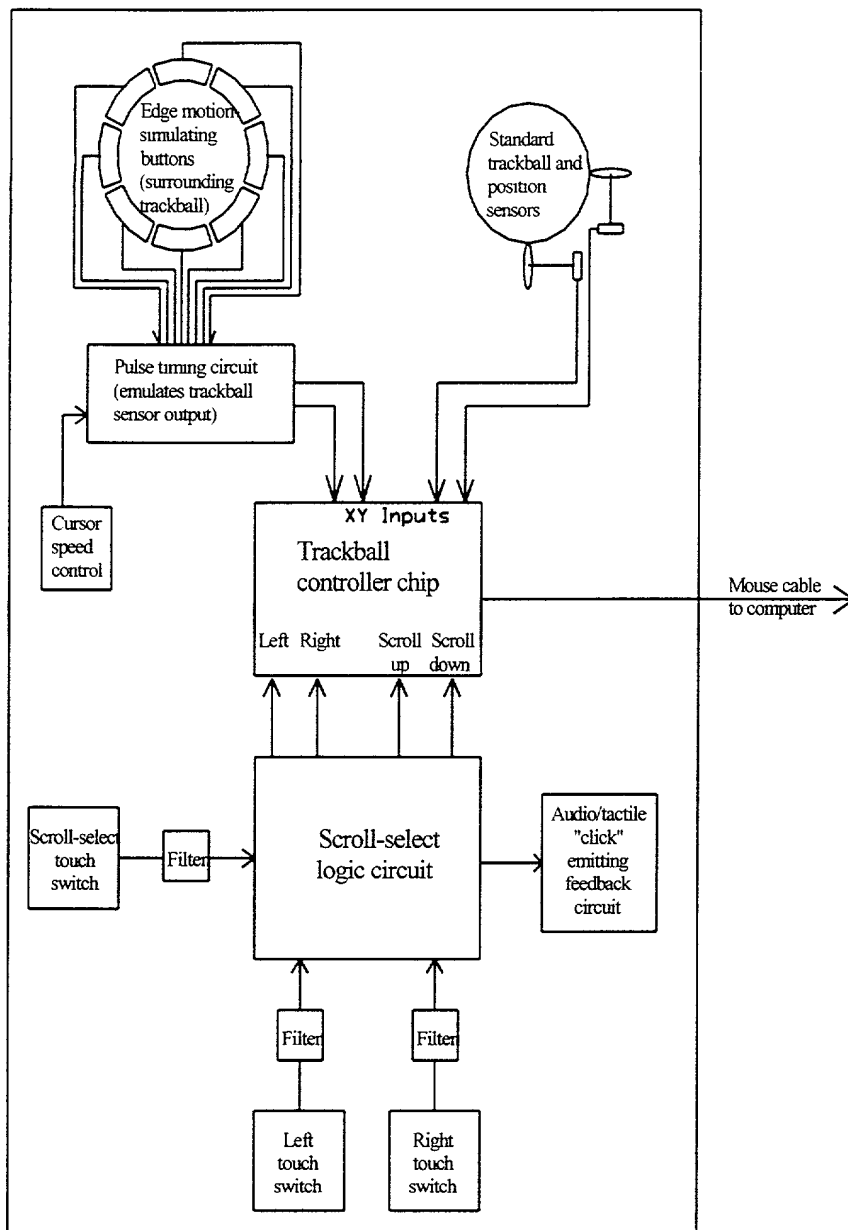 Edge motion-
simulating
buttons
(surrounding
trackball)
Standard
trackball and
position
sensors
Pulse timing circuit
(emulates trackball
sensor output)
Cursor
speed
control
XY Inputs
Trackball
controller chip
Left Right Scroll up Scroll down
Mouse cable
to computer
Scroll-select
touch
switch
Filter
Scroll-select
logic circuit
Audio/tactile
"click"
emitting
feedback
circuit
Filter
Filter
Left
touch
switch
Right
touch
switch